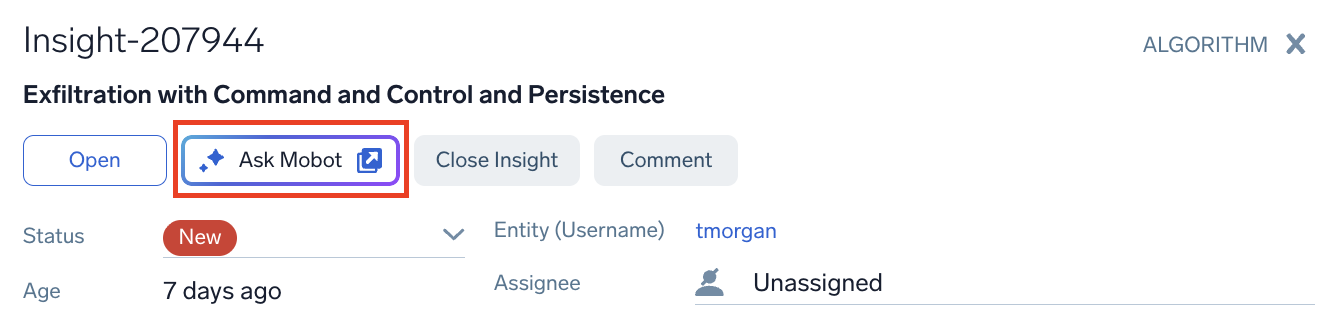 Insight-207944
ALGORITHM
Exfiltration with Command and Control and Persistence
Open
Ask Mobot
Close Insight
Comment
Status
New
Entity (Username)
tmorgan
Age
7 days ago
Assignee
Unassigned